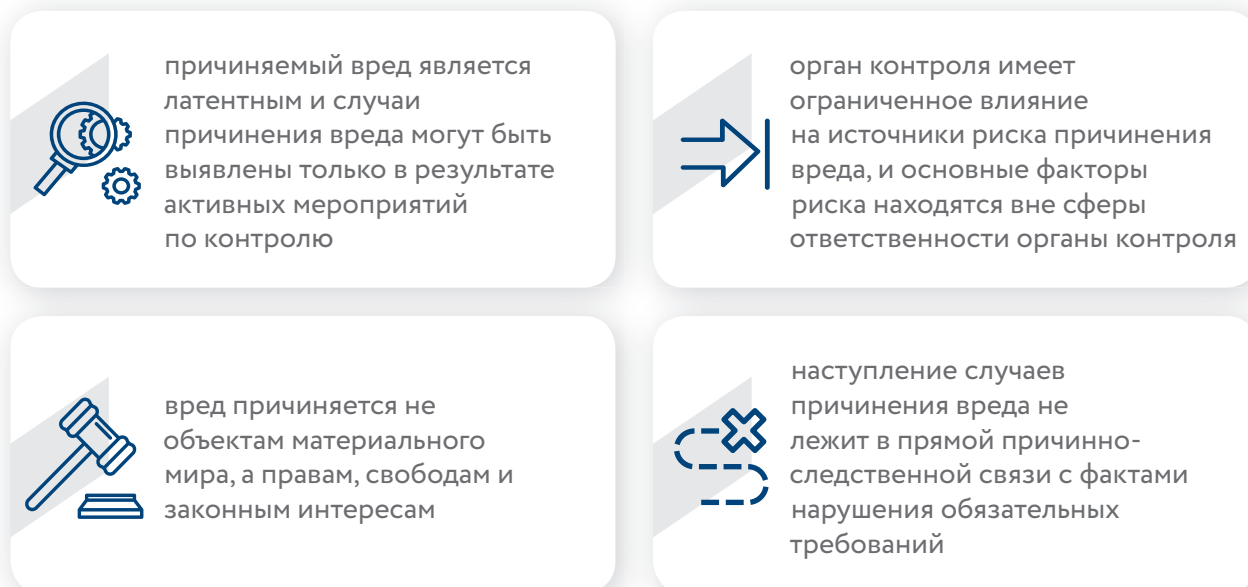 причиняемый вред является
латентным и случаи
причинения вреда могут быть
выявлены только в результате
активных мероприятий
по контролю
орган контроля имеет
ограниченное влияние
на источники риска причинения
вреда, и основные факторы
риска находятся вне сферы
ответственности органы контроля
вред причиняется не
объектам материального
мира, а правам, свободам и
законным интересам
наступление случаев
причинения вреда не
лежит в прямой причинно-
следственной связи с фактами
нарушения обязательных
требований